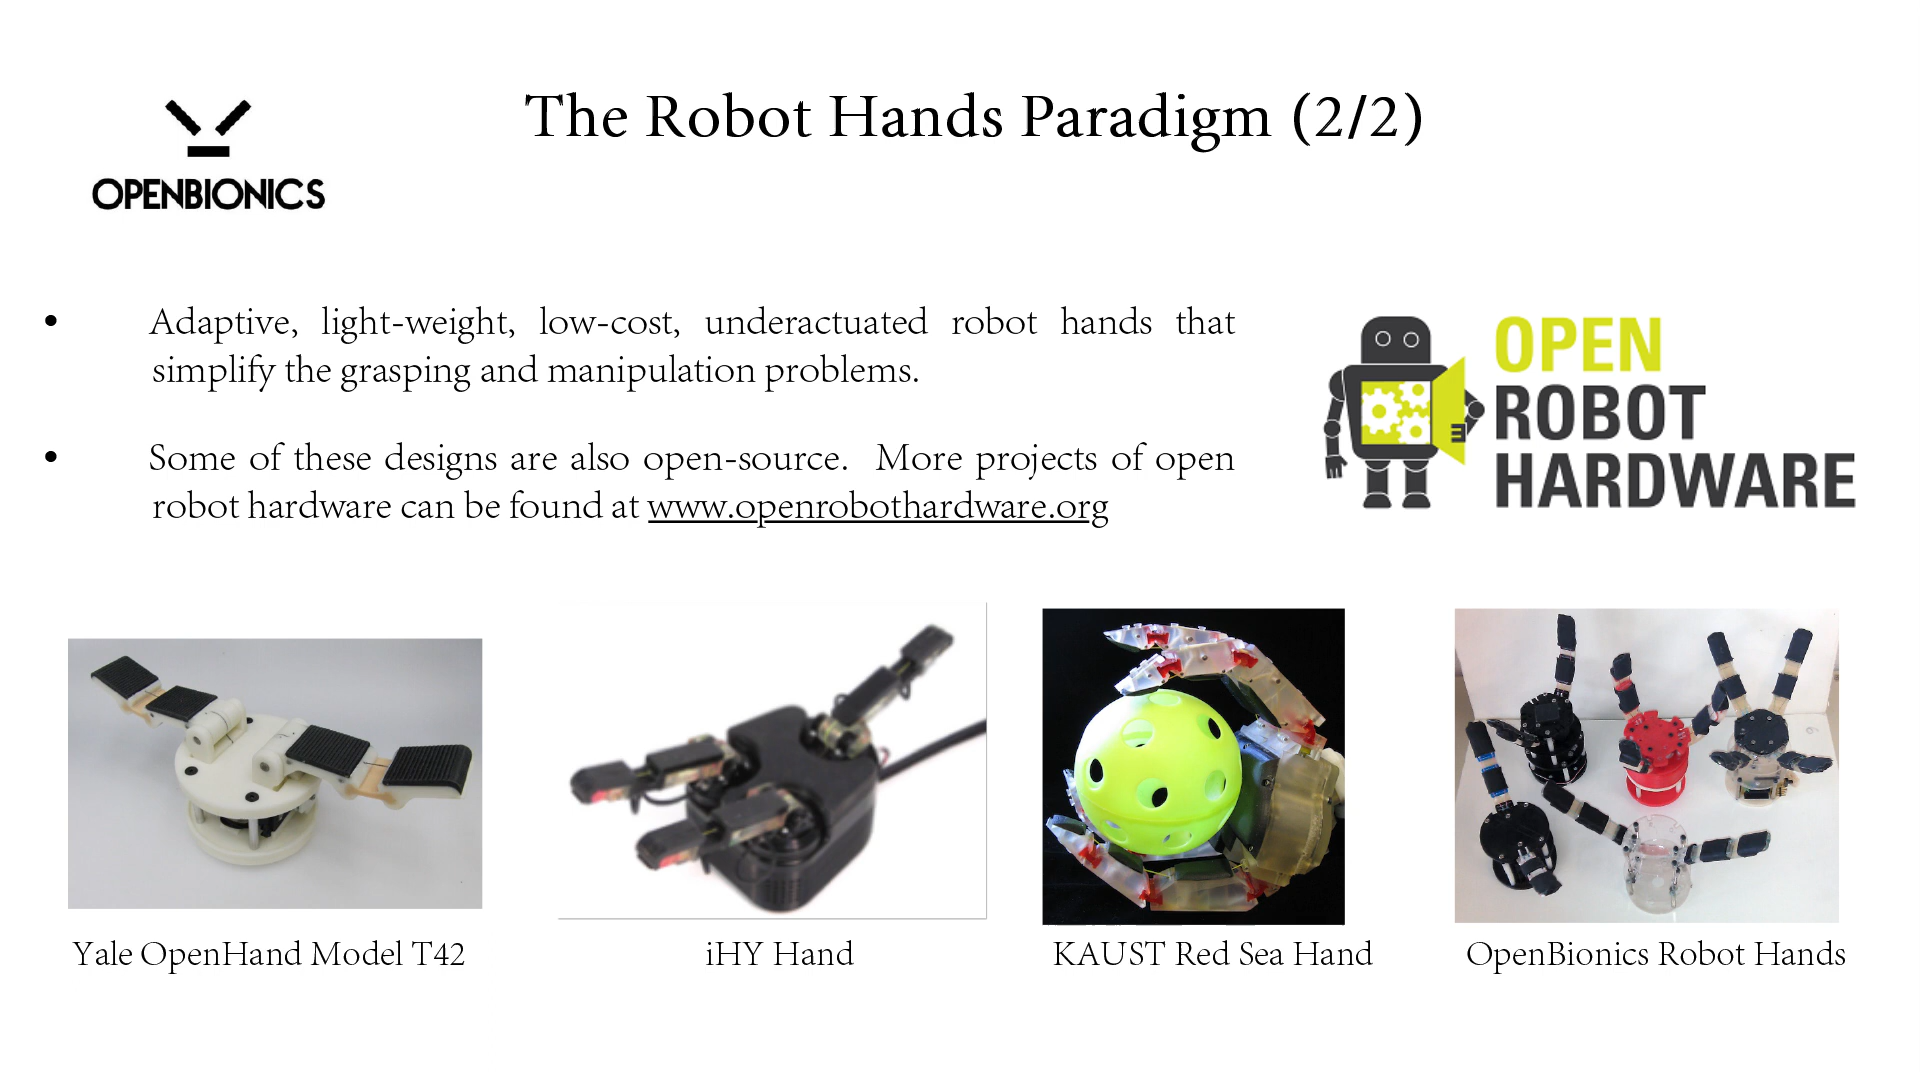 The Robot Hands Paradigm (2/2)
OPENBIONICS
• Adaptive, light-weight, low-cost, underactuated robot hands that
simplify the grasping and manipulation problems.
• Some of these designs are also open-source. More projects of open
robot hardware can be found at www.openrobothardware.org
OPEN
ROBOT
HARDWARE
Yale OpenHand Model T42
iHY Hand
KAUST Red Sea Hand
OpenBionics Robot Hands